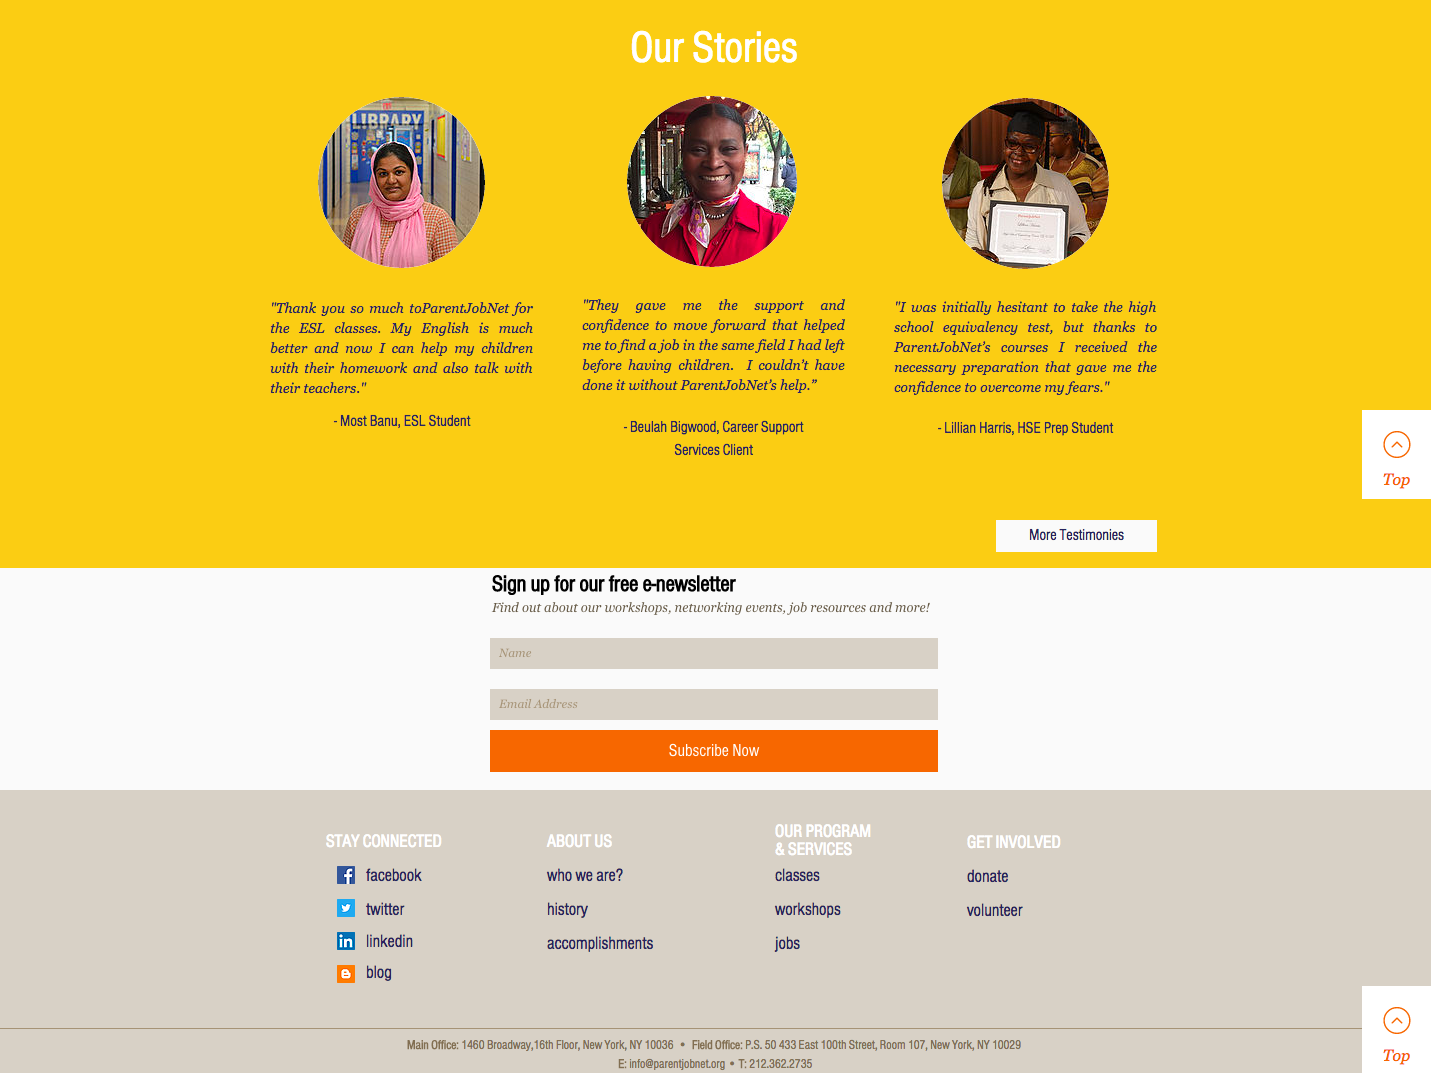 Our Stories
LIBRARY
"Thank you so much toParentJobNet for
the ESL classes. My English is much
better and now I can help my children
with their homework and also talk with
their teachers."
- Most Banu, ESL Student
"They gave me the support and
confidence to move forward that helped
me to find a job in the same field I had left
before having children. I couldn't have
done it without ParentJobNet's help."
- Beulah Bigwood, Career Support
Services Client
"I was initially hesitant to take the high
school equivalency test, but thanks to
ParentJobNet's courses I received the
necessary preparation that gave me the
confidence to overcome my fears."
- Lillian Harris, HSE Prep Student
Top
More Testimonies
Sign up for our free e-newsletter
Find out about our workshops, networking events, job resources and more!
Name
Email Address
Subscribe Now
STAY CONNECTED
facebook
twitter
linkedin
blog
ABOUT US
who we are?
history
accomplishments
OUR PROGRAM
& SERVICES
classes
workshops
jobs
GET INVOLVED
donate
volunteer
Main Office: 1460 Broadway,16th Floor, New York, NY 10036 • Field Office: P.S. 50 433 East 100th Street, Room 107, New York, NY 10029
E: info@parentjobnet.org • T: 212.362.2735
Top